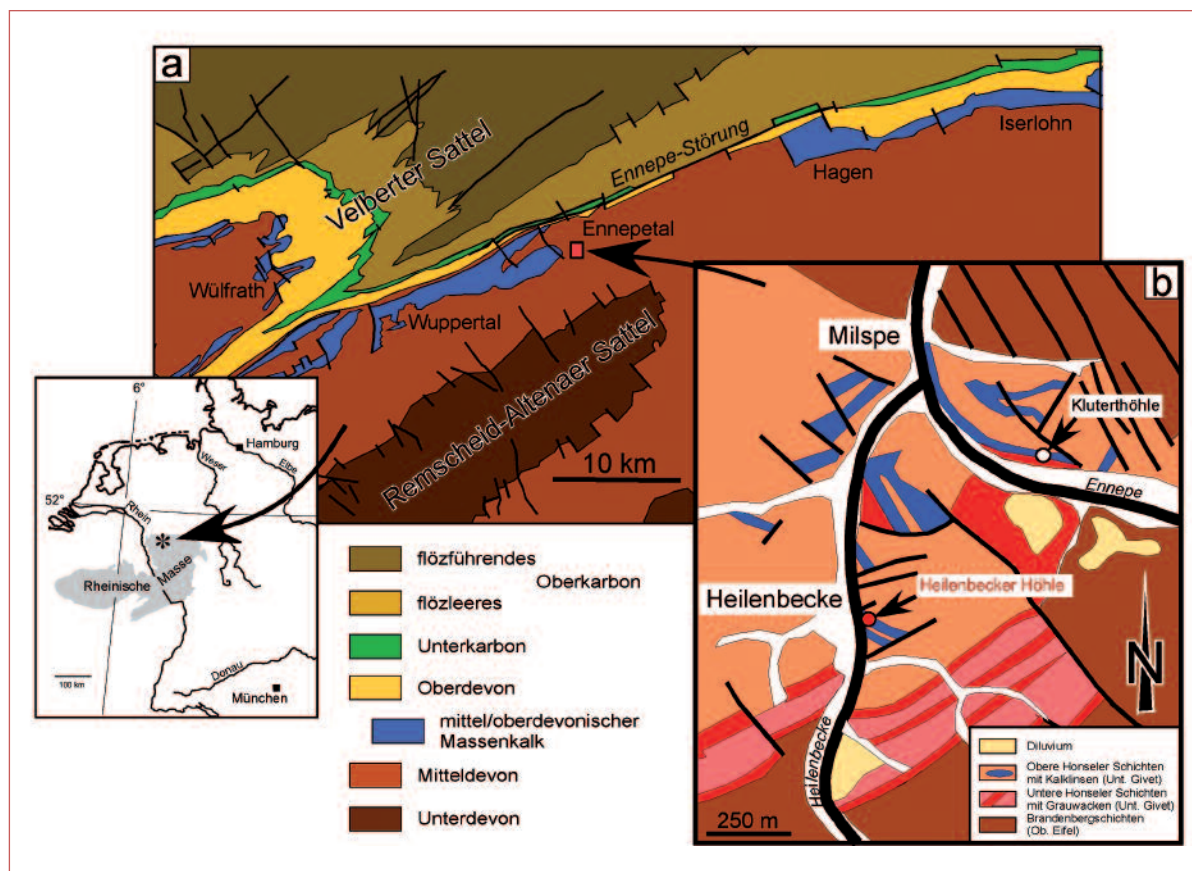 a
Velberter Sattel
Ennepe-Störung
Iserlohn
Hagen
Ennepetal
Wülfrath
Wuppertal
Remscheid-Altenaer Sattel
10 km
6°
Hamburg
Weser
Elbe
52°
Rhein
Rheinische
Masse
Donau
München
100 km
flözführendes
Oberkarbon
flözleeres
Unterkarbon
Oberdevon
mittel/oberdevonischer
Massenkalk
Mitteldevon
Unterdevon
b
Milspe
Kluterthöhle
Ennepe
Heilenbecker Höhle
Heilenbecke
Heilenbecke
N
250 m
Diluvium
Obere Honseler Schichten
mit Kalklinsen (Unt. Givet)
Untere Honseler Schichten
mit Grauwacken (Unt. Givet)
Brandenbergschichten
(Ob. Eifel)